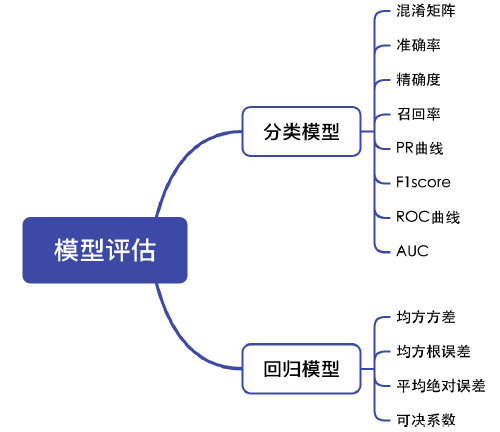 模型评估
分类模型
混淆矩阵
准确率
精确度
召回率
PR曲线
F1score
ROC曲线
AUC
回归模型
均方方差
均方根误差
平均绝对误差
可决系数